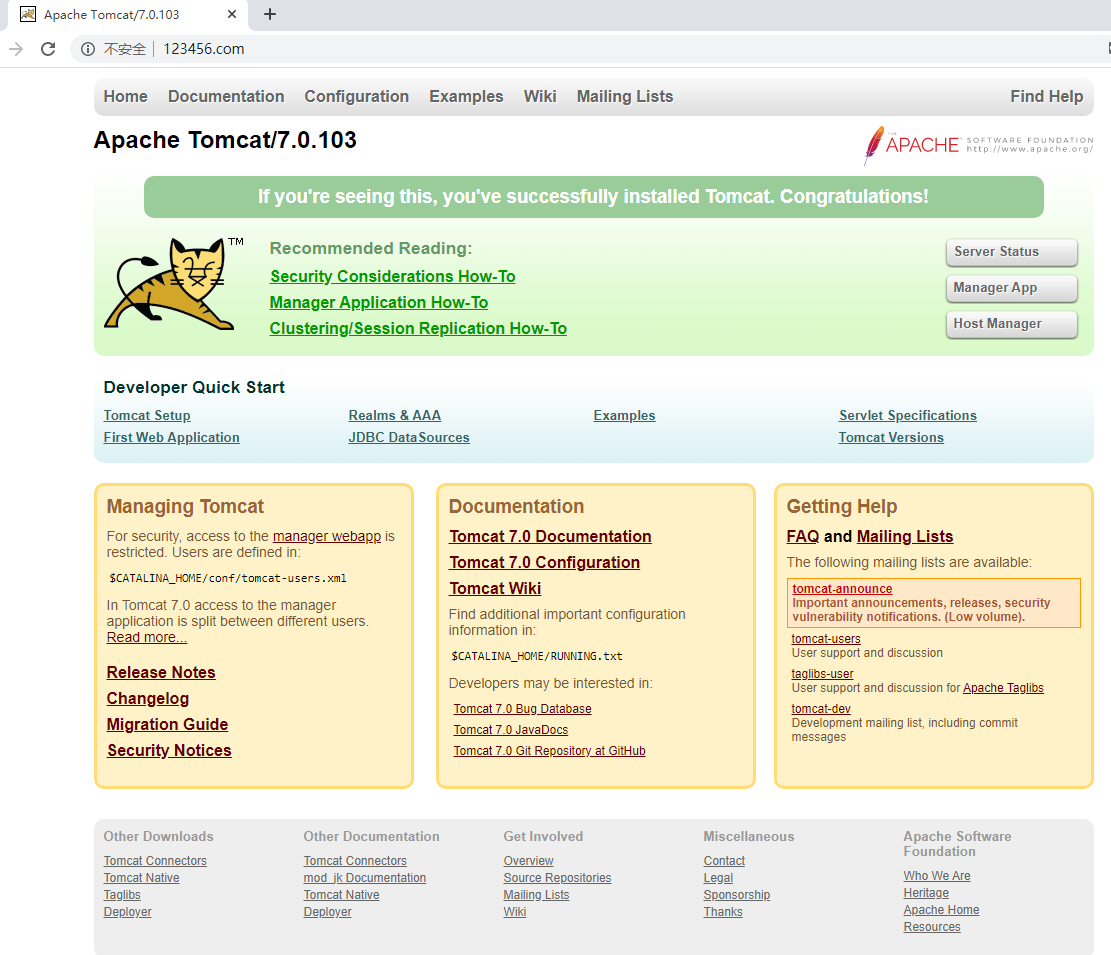 Apache Tomcat/7.0.103
不安全 123456.com
Home Documentation Configuration Examples Wiki Mailing Lists Find Help
Apache Tomcat/7.0.103
THE APACHE SOFTWARE FOUNDATION
http://www.apache.org/
If you're seeing this, you've successfully installed Tomcat. Congratulations!
TM
Recommended Reading:
Security Considerations How-To
Manager Application How-To
Clustering/Session Replication How-To
Server Status
Manager App
Host Manager
Developer Quick Start
Tomcat Setup
First Web Application
Realms & AAA
JDBC DataSources
Examples
Servlet Specifications
Tomcat Versions
Managing Tomcat
For security, access to the manager webapp is
restricted. Users are defined in:
$CATALINA_HOME/conf/tomcat-users.xml
In Tomcat 7.0 access to the manager
application is split between different users.
Read more...
Release Notes
Changelog
Migration Guide
Security Notices
Documentation
Tomcat 7.0 Documentation
Tomcat 7.0 Configuration
Tomcat Wiki
Find additional important configuration
information in:
$CATALINA_HOME/RUNNING.txt
Developers may be interested in:
Tomcat 7.0 Bug Database
Tomcat 7.0 JavaDocs
Tomcat 7.0 Git Repository at GitHub
Getting Help
FAQ and Mailing Lists
The following mailing lists are available:
tomcat-announce
Important announcements, releases, security
vulnerability notifications. (Low volume).
tomcat-users
User support and discussion
taglibs-user
User support and discussion for Apache Taglibs
tomcat-dev
Development mailing list, including commit
messages
Other Downloads
Tomcat Connectors
Tomcat Native
Taglibs
Deployer
Other Documentation
Tomcat Connectors
mod_jk Documentation
Tomcat Native
Deployer
Get Involved
Overview
Source Repositories
Mailing Lists
Wiki
Miscellaneous
Contact
Legal
Sponsorship
Thanks
Apache Software
Foundation
Who We Are
Heritage
Apache Home
Resources